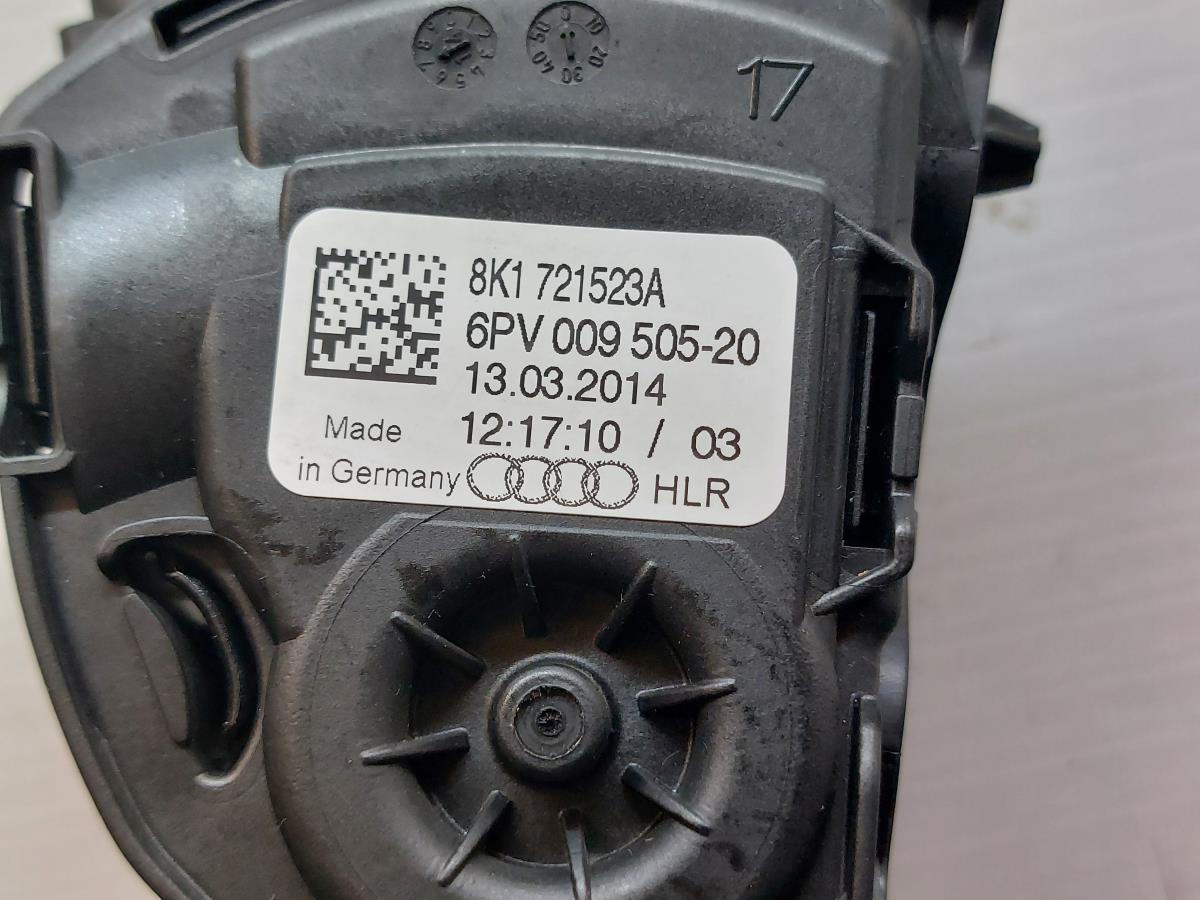 17
8K1 721523A
6PV 009 505-20
13.03.2014
12:17:10 / 03
Made
in Germany HLR